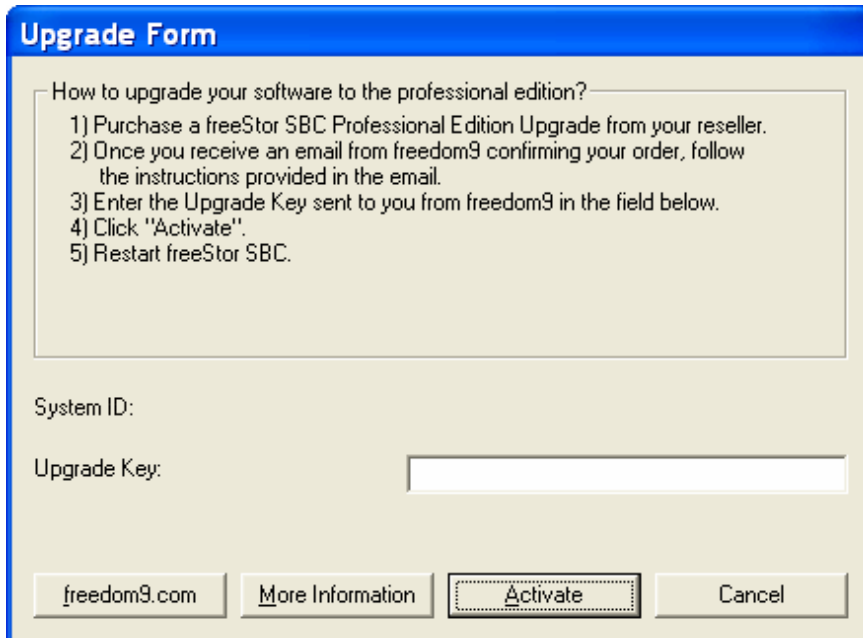 Upgrade Form
How to upgrade your software to the professional edition?
1) Purchase a freeStor SBC Professional Edition Upgrade from your reseller.
2) Once you receive an email from freedom9 confirming your order, follow
the instructions provided in the email.
3) Enter the Upgrade Key sent to you from freedom9 in the field below.
4) Click "Activate".
5) Restart freeStor SBC.
System ID:
Upgrade Key:
freedom9.com
More Information
Activate
Cancel